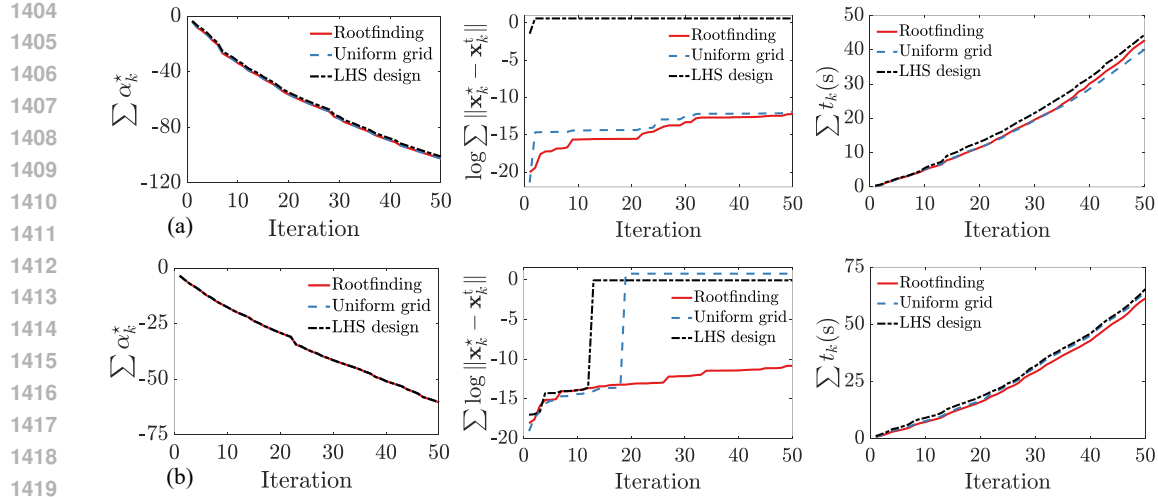 1404
1405
1406
1407
1408
1409
1410
1411
1412
1413
1414
1415
1416
1417
1418
1419
0
-40
-80
-120
∑ α*ₖ
0 10 20 30 40 50
Iteration
Rootfinding
Uniform grid
LHS design
(a)
0
-5
-10
-15
-20
log ∑ ‖x*ₖ − xᵗₖ‖
0 10 20 30 40 50
Iteration
Rootfinding
Uniform grid
LHS design
50
40
30
20
10
0
∑ tₖ(s)
0 10 20 30 40 50
Iteration
Rootfinding
Uniform grid
LHS design
0
-25
-50
-75
∑ α*ₖ
0 10 20 30 40 50
Iteration
Rootfinding
Uniform grid
LHS design
(b)
0
-5
-10
-15
-20
∑ log ‖x*ₖ − xᵗₖ‖
0 10 20 30 40 50
Iteration
Rootfinding
Uniform grid
LHS design
75
50
25
0
∑ tₖ(s)
0 10 20 30 40 50
Iteration
Rootfinding
Uniform grid
LHS design